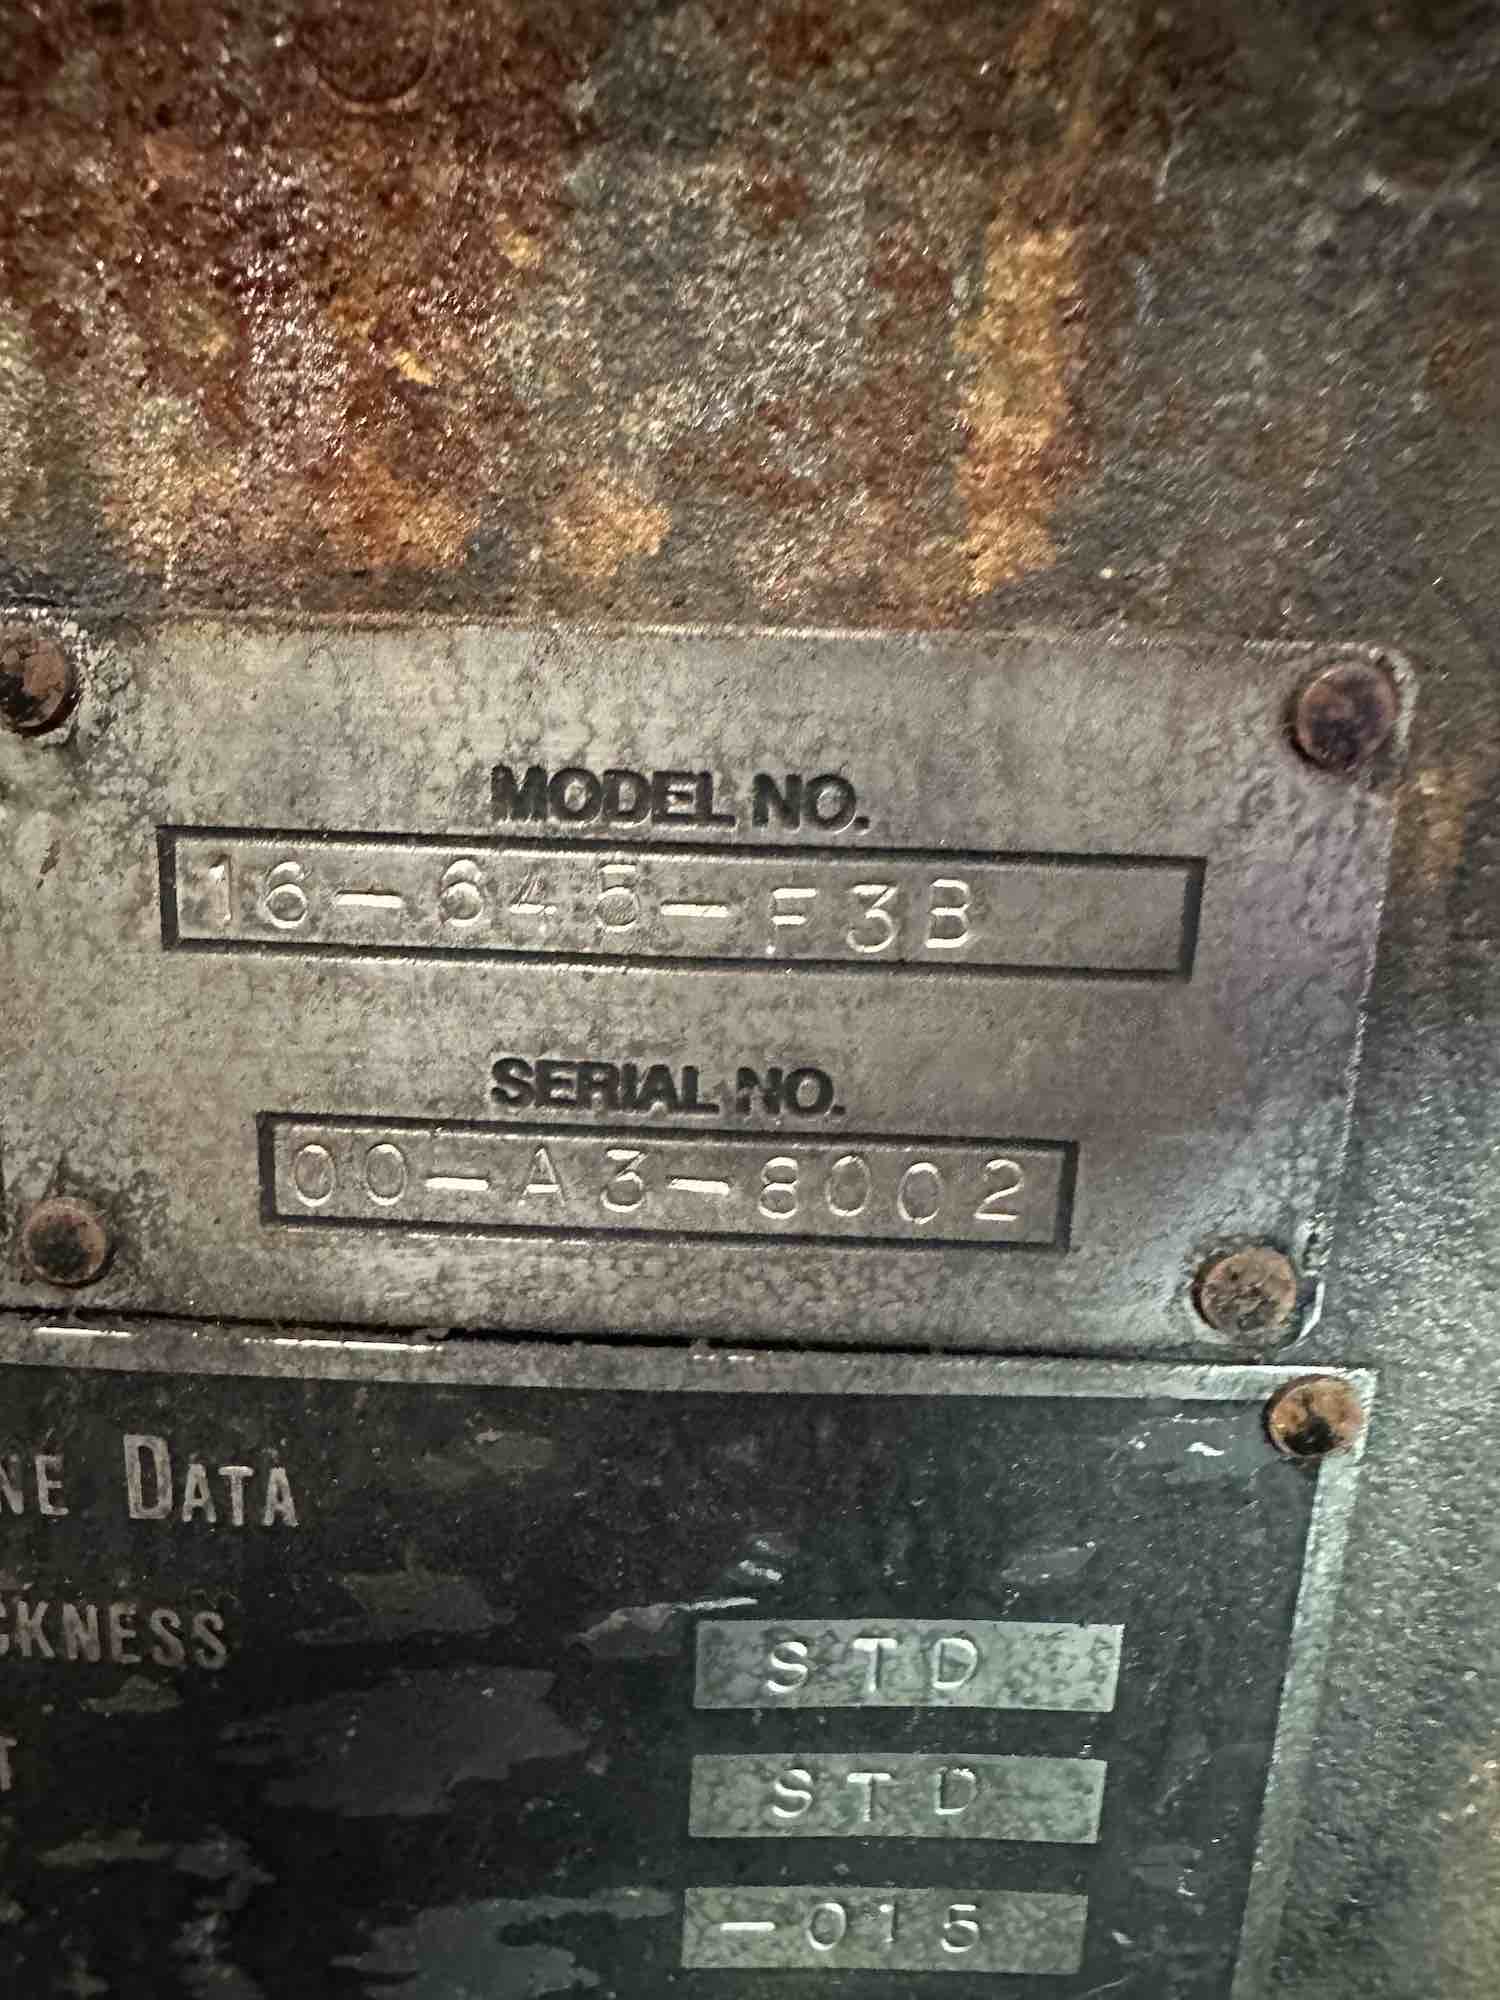 MODEL NO.
16-645-F3B
SERIAL NO.
00-A3-8002
NE DATA
CKNESS
STD
T
STD
-015